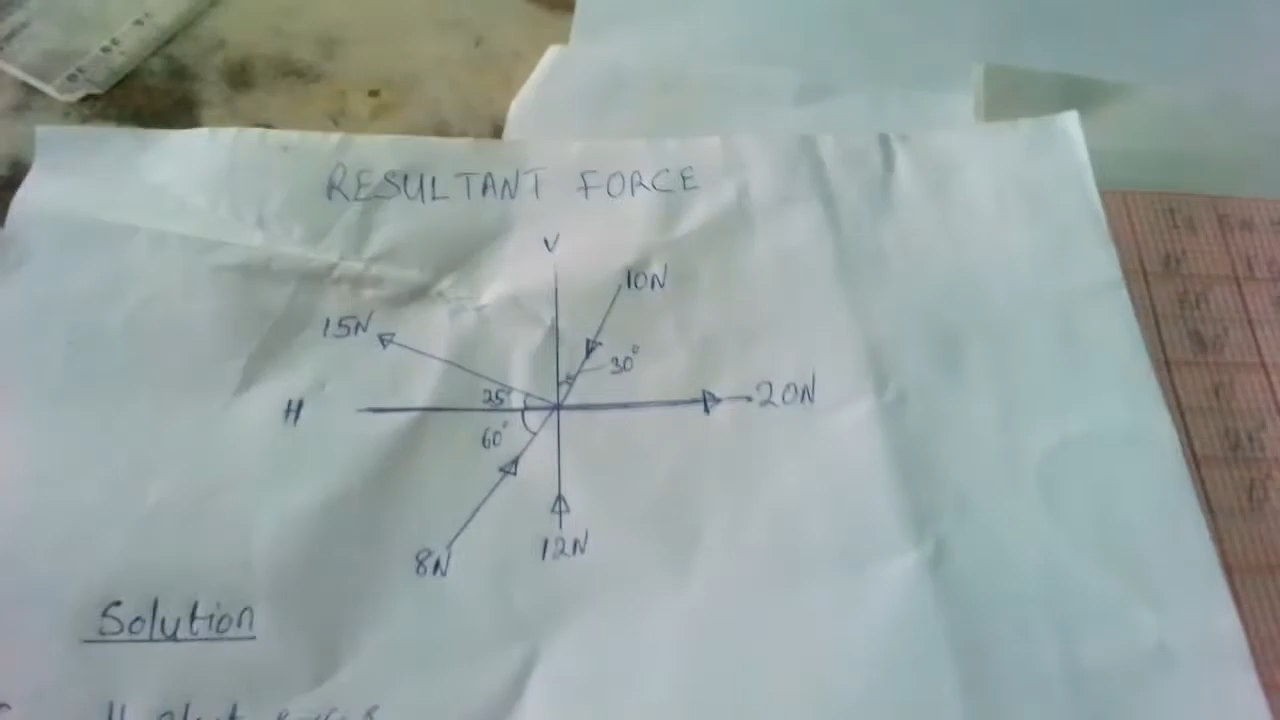 RESULTANT FORCE
V
10N
15N
30°
25°
H
20N
60°
8N
12N
Solution